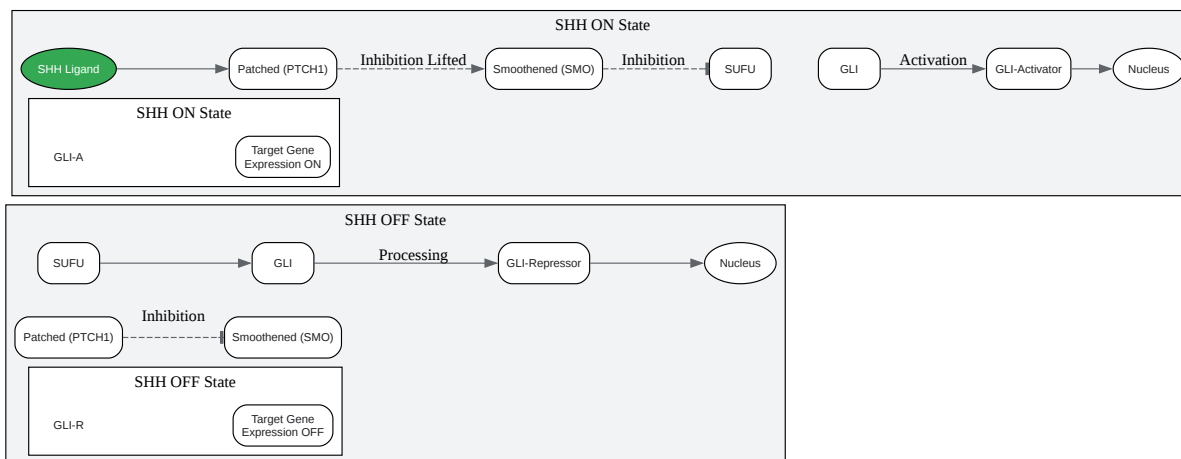 SHH ON State
SHH Ligand
Patched (PTCH1)
Inhibition Lifted
Smoothened (SMO)
Inhibition
SUFU
GLI
Activation
GLI-Activator
Nucleus
SHH ON State
GLI-A
Target Gene
Expression ON
SHH OFF State
SUFU
GLI
Processing
GLI-Repressor
Nucleus
Patched (PTCH1)
Inhibition
Smoothened (SMO)
SHH OFF State
GLI-R
Target Gene
Expression OFF